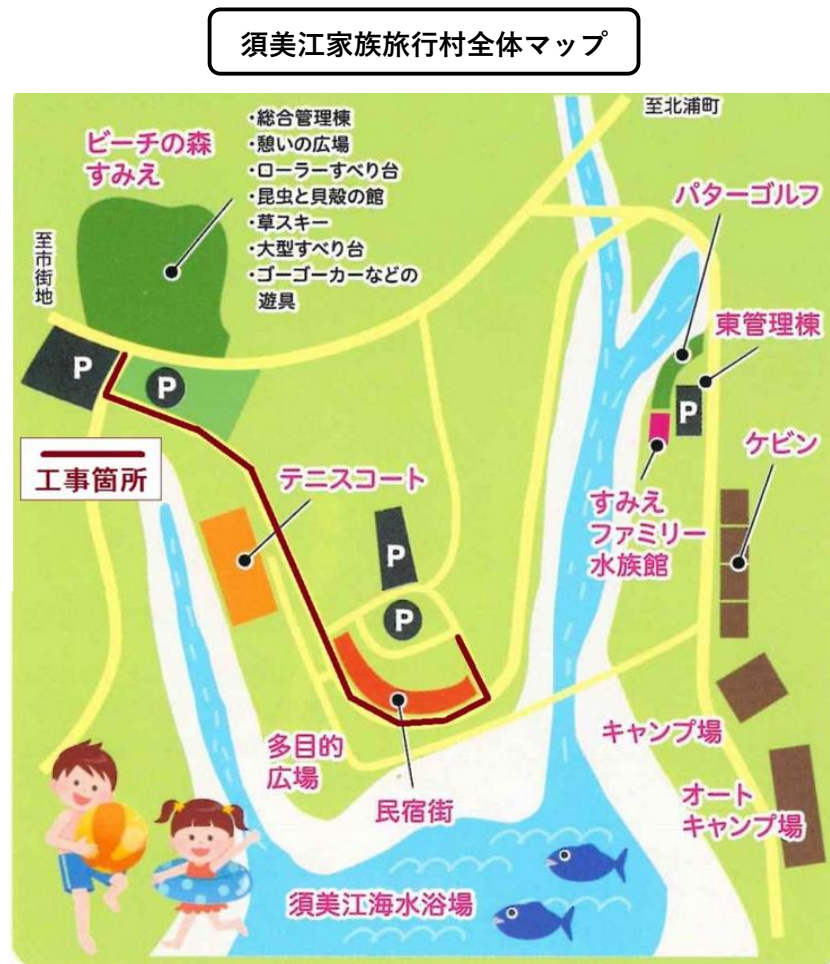 須美江家族旅行村全体マップ
至北浦町
ビーチの森
すみえ
・総合管理棟
・憩いの広場
・ローラーすべり台
・昆虫と貝殻の館
・草スキー
・大型すべり台
・ゴーゴーカーなどの
遊具
パターゴルフ
至市街地
東管理棟
P
P
P
ケビン
工事箇所
テニスコート
すみえ
ファミリー
水族館
P
P
キャンプ場
多目的
広場
オート
キャンプ場
民宿街
須美江海水浴場